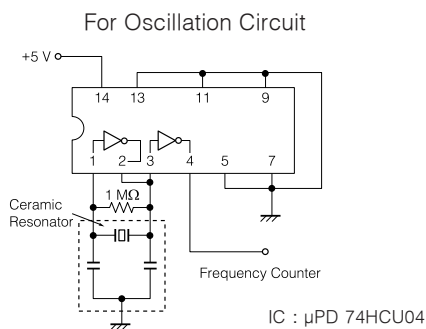 For Oscillation Circuit
+5 V
14 13 11 9
1 2 3 4 5 7
1 MΩ
Ceramic
Resonator
Frequency Counter
IC : μPD 74HCU04